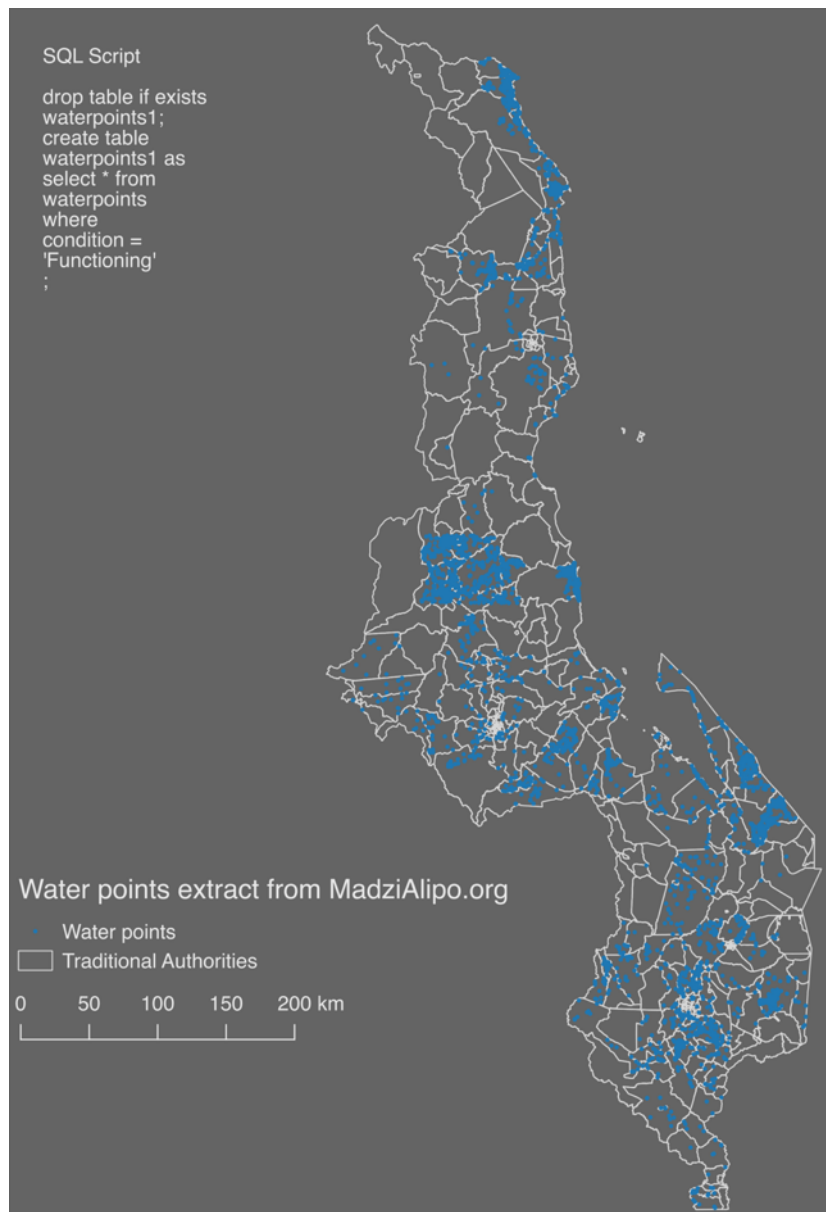 SQL Script
drop table if exists
waterpoints1;
create table
waterpoints1 as
select * from
waterpoints
where
condition =
'Functioning'
;
Water points extract from MadziAlipo.org
Water points
Traditional Authorities
0 50 100 150 200 km